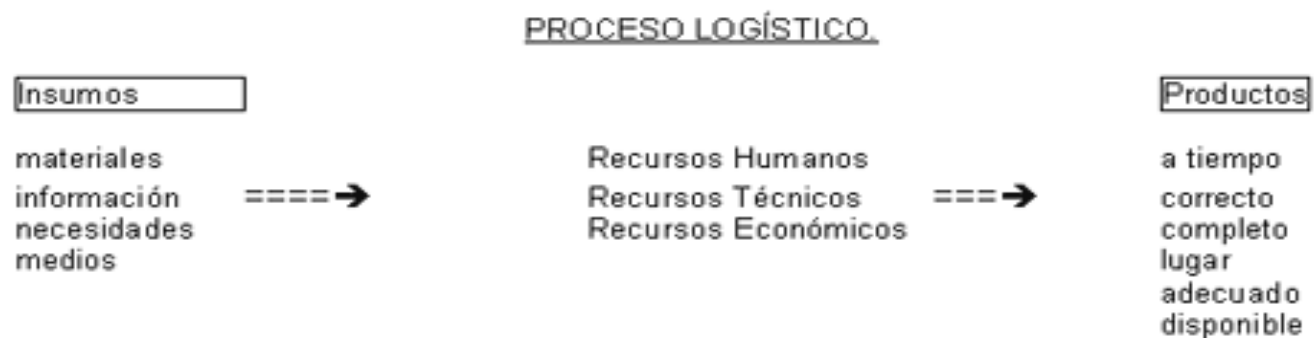 PROCESO LOGÍSTICO.
Insumos
Productos
materiales
Recursos Humanos
a tiempo
información ====➔ Recursos Técnicos ===➔ correcto
necesidades
Recursos Económicos
completo
medios
lugar
adecuado
disponible